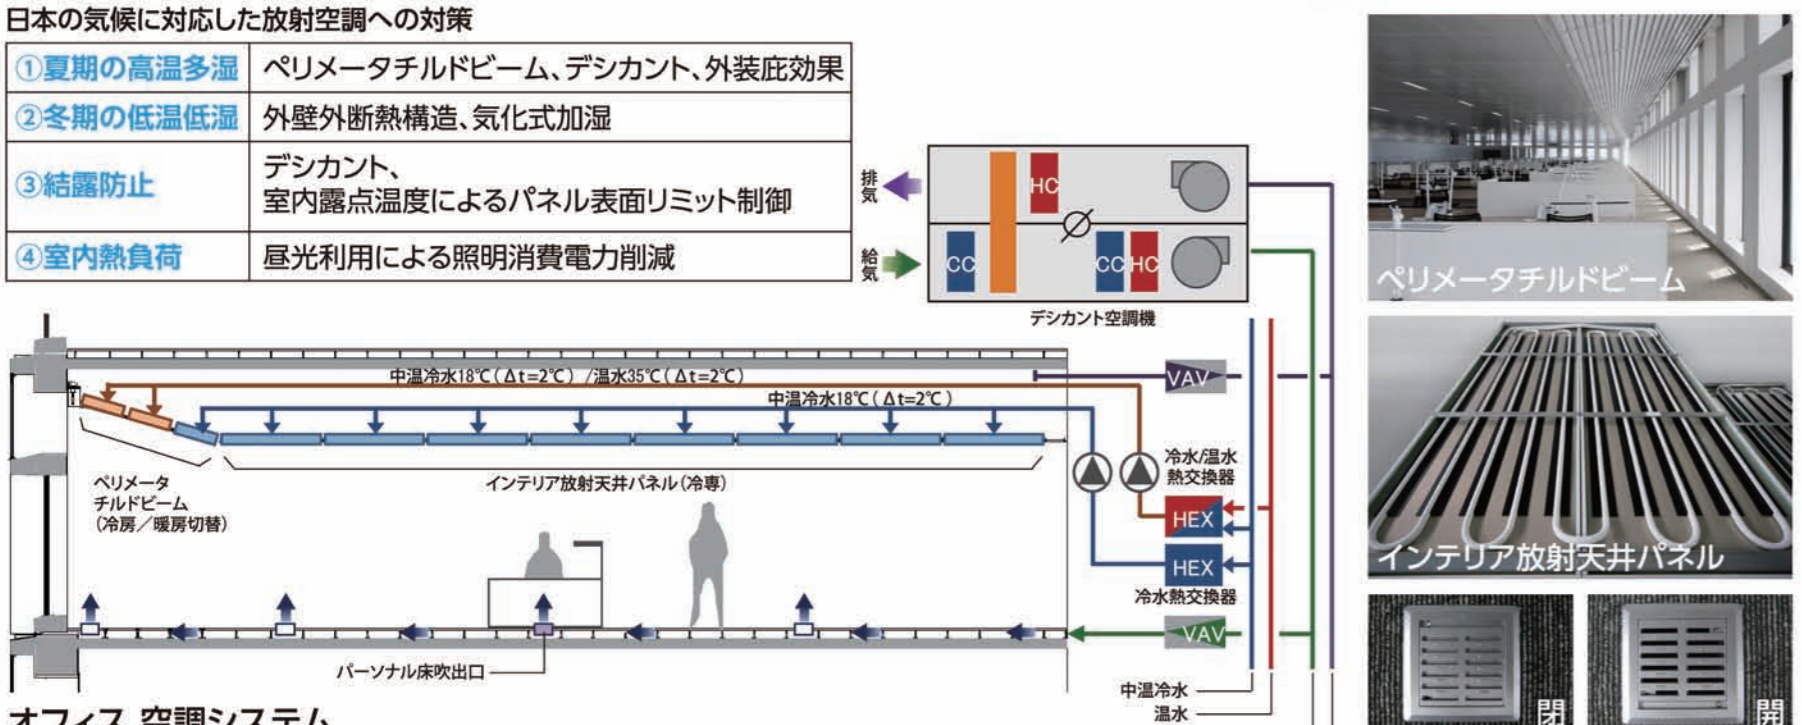 日本の気候に対応した放射空調への対策
①夏期の高温多湿
ペリメータチルドビーム、デシカント、外装庇効果
②冬期の低温低湿
外壁外断熱構造、気化式加湿
③結露防止
デシカント、
室内露点温度によるパネル表面リミット制御
④室内熱負荷
昼光利用による照明消費電力削減
排気
給気
HC
CC
CC
HC
デシカント空調機
中温冷水18℃(Δt=2℃) /温水35℃(Δt=2℃)
中温冷水18℃(Δt=2℃)
VAV
ペリメータ
チルドビーム
(冷房/暖房切替)
インテリア放射天井パネル(冷専)
冷水/温水
熱交換器
HEX
HEX
冷水熱交換器
VAV
パーソナル床吹出口
中温冷水
温水
オフィス 空調システム
ペリメータチルドビーム
インテリア放射天井パネル
閉
開